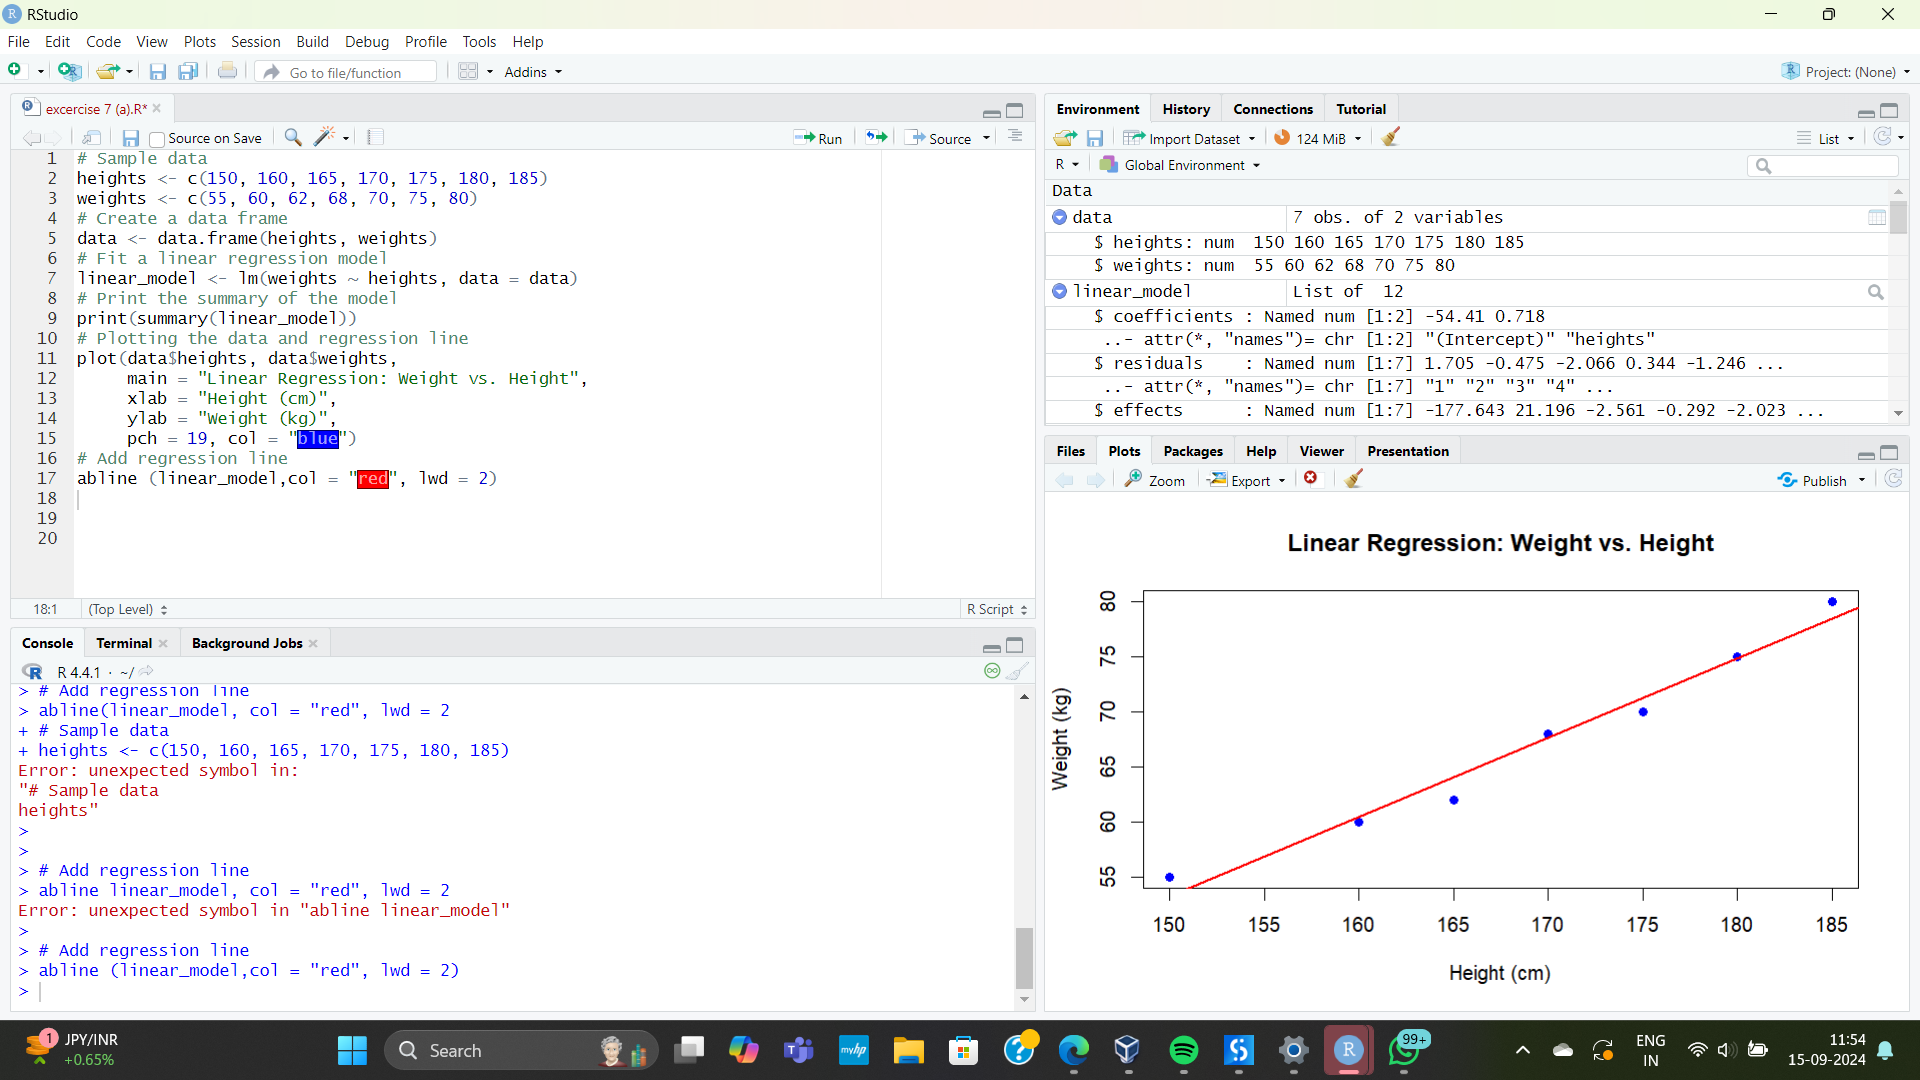 RStudio
File Edit Code View Plots Session Build Debug Profile Tools Help
Go to file/function
Addins
Project: (None)
excercise 7 (a).R*
Source on Save
Run
Source
1 # Sample data
2 heights <- c(150, 160, 165, 170, 175, 180, 185)
3 weights <- c(55, 60, 62, 68, 70, 75, 80)
4 # Create a data frame
5 data <- data.frame(heights, weights)
6 # Fit a linear regression model
7 linear_model <- lm(weights ~ heights, data = data)
8 # Print the summary of the model
9 print(summary(linear_model))
10 # Plotting the data and regression line
11 plot(data$heights, data$weights,
12 main = "Linear Regression: Weight vs. Height",
13 xlab = "Height (cm)",
14 ylab = "Weight (kg)",
15 pch = 19, col = "blue")
16 # Add regression line
17 abline (linear_model,col = "red", lwd = 2)
18
19
20
18:1 (Top Level) R Script
Console Terminal Background Jobs
R R 4.4.1 · ~/
> # Add regression line
> abline(linear_model, col = "red", lwd = 2
+ # Sample data
+ heights <- c(150, 160, 165, 170, 175, 180, 185)
Error: unexpected symbol in:
"# Sample data
heights"
>
>
> # Add regression line
> abline linear_model, col = "red", lwd = 2
Error: unexpected symbol in "abline linear_model"
>
> # Add regression line
> abline (linear_model,col = "red", lwd = 2)
>
Environment History Connections Tutorial
Import Dataset 124 MiB List
R Global Environment
Data
data 7 obs. of 2 variables
$ heights: num 150 160 165 170 175 180 185
$ weights: num 55 60 62 68 70 75 80
linear_model List of 12
$ coefficients : Named num [1:2] -54.41 0.718
..- attr(*, "names")= chr [1:2] "(Intercept)" "heights"
$ residuals : Named num [1:7] 1.705 -0.475 -2.066 0.344 -1.246 ...
..- attr(*, "names")= chr [1:7] "1" "2" "3" "4" ...
$ effects : Named num [1:7] -177.643 21.196 -2.561 -0.292 -2.023 ...
Files Plots Packages Help Viewer Presentation
Zoom Export Publish
Linear Regression: Weight vs. Height
Weight (kg)
80
75
70
65
60
55
150 155 160 165 170 175 180 185
Height (cm)
1 JPY/INR
+0.65%
Search
myhp
R
99+
ENG
IN
11:54
15-09-2024